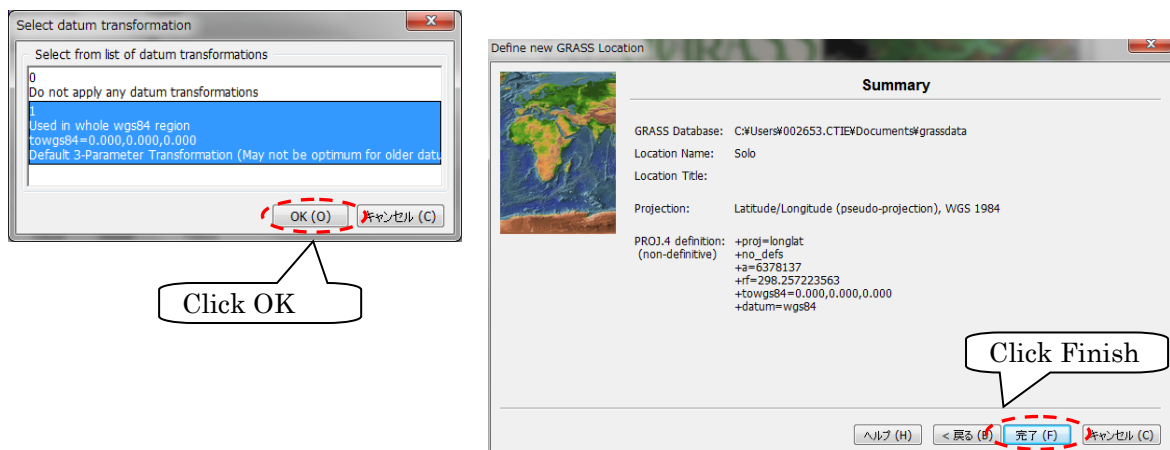 Select datum transformation
Select from list of datum transformations
0
Do not apply any datum transformations
1
Used in whole wgs84 region
towgs84=0.000,0.000,0.000
Default 3-Parameter Transformation (May not be optimum for older datu
OK (O)
キャンセル (C)
Click OK
Define new GRASS Location
Summary
GRASS Database: C:¥Users¥002653.CTIE¥Documents¥grassdata
Location Name: Solo
Location Title:
Projection: Latitude/Longitude (pseudo-projection), WGS 1984
PROJ.4 definition: +proj=longlat
(non-definitive) +no_defs
+a=6378137
+rf=298.257223563
+towgs84=0.000,0.000,0.000
+datum=wgs84
Click Finish
ヘルプ (H)
< 戻る (B)
完了 (F)
キャンセル (C)